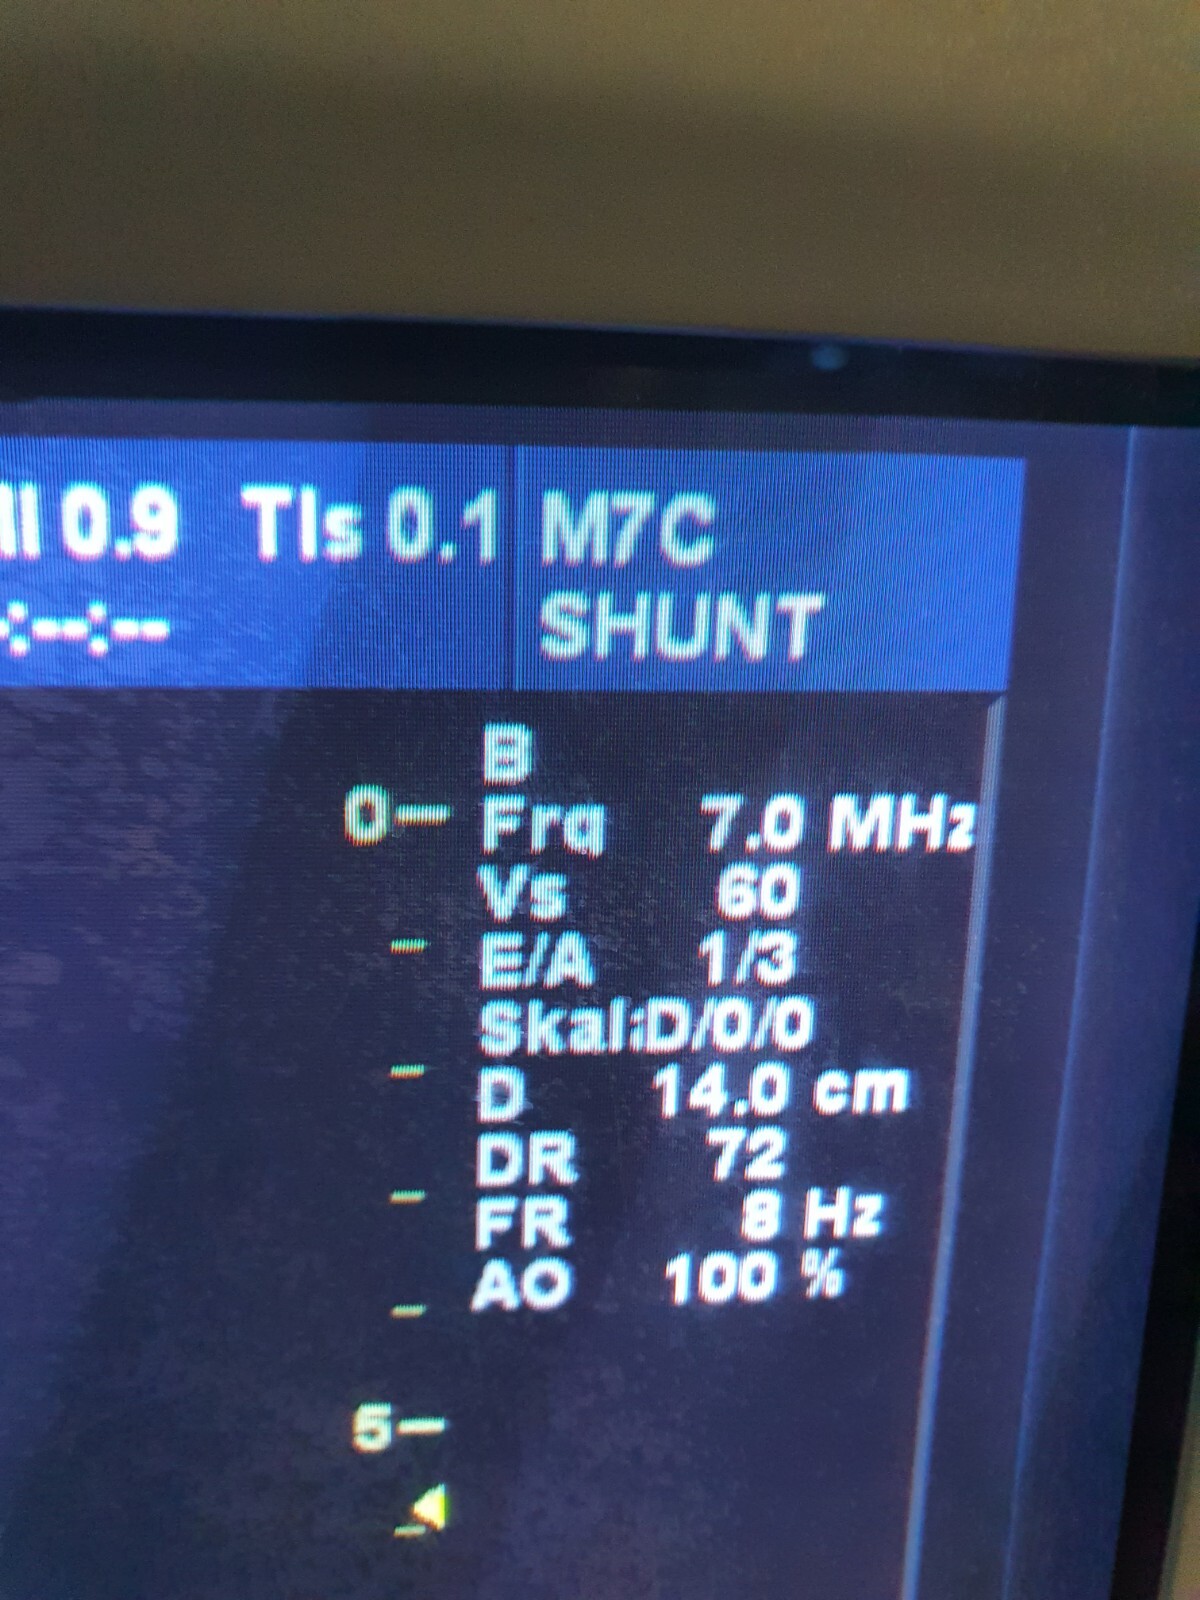 MI 0.9 TIs 0.1 M7C
:--:-- SHUNT
B
0- Frq 7.0 MHz
Vs 60
E/A 1/3
Skal:D/0/0
D 14.0 cm
DR 72
FR 8 Hz
AO 100 %
5-